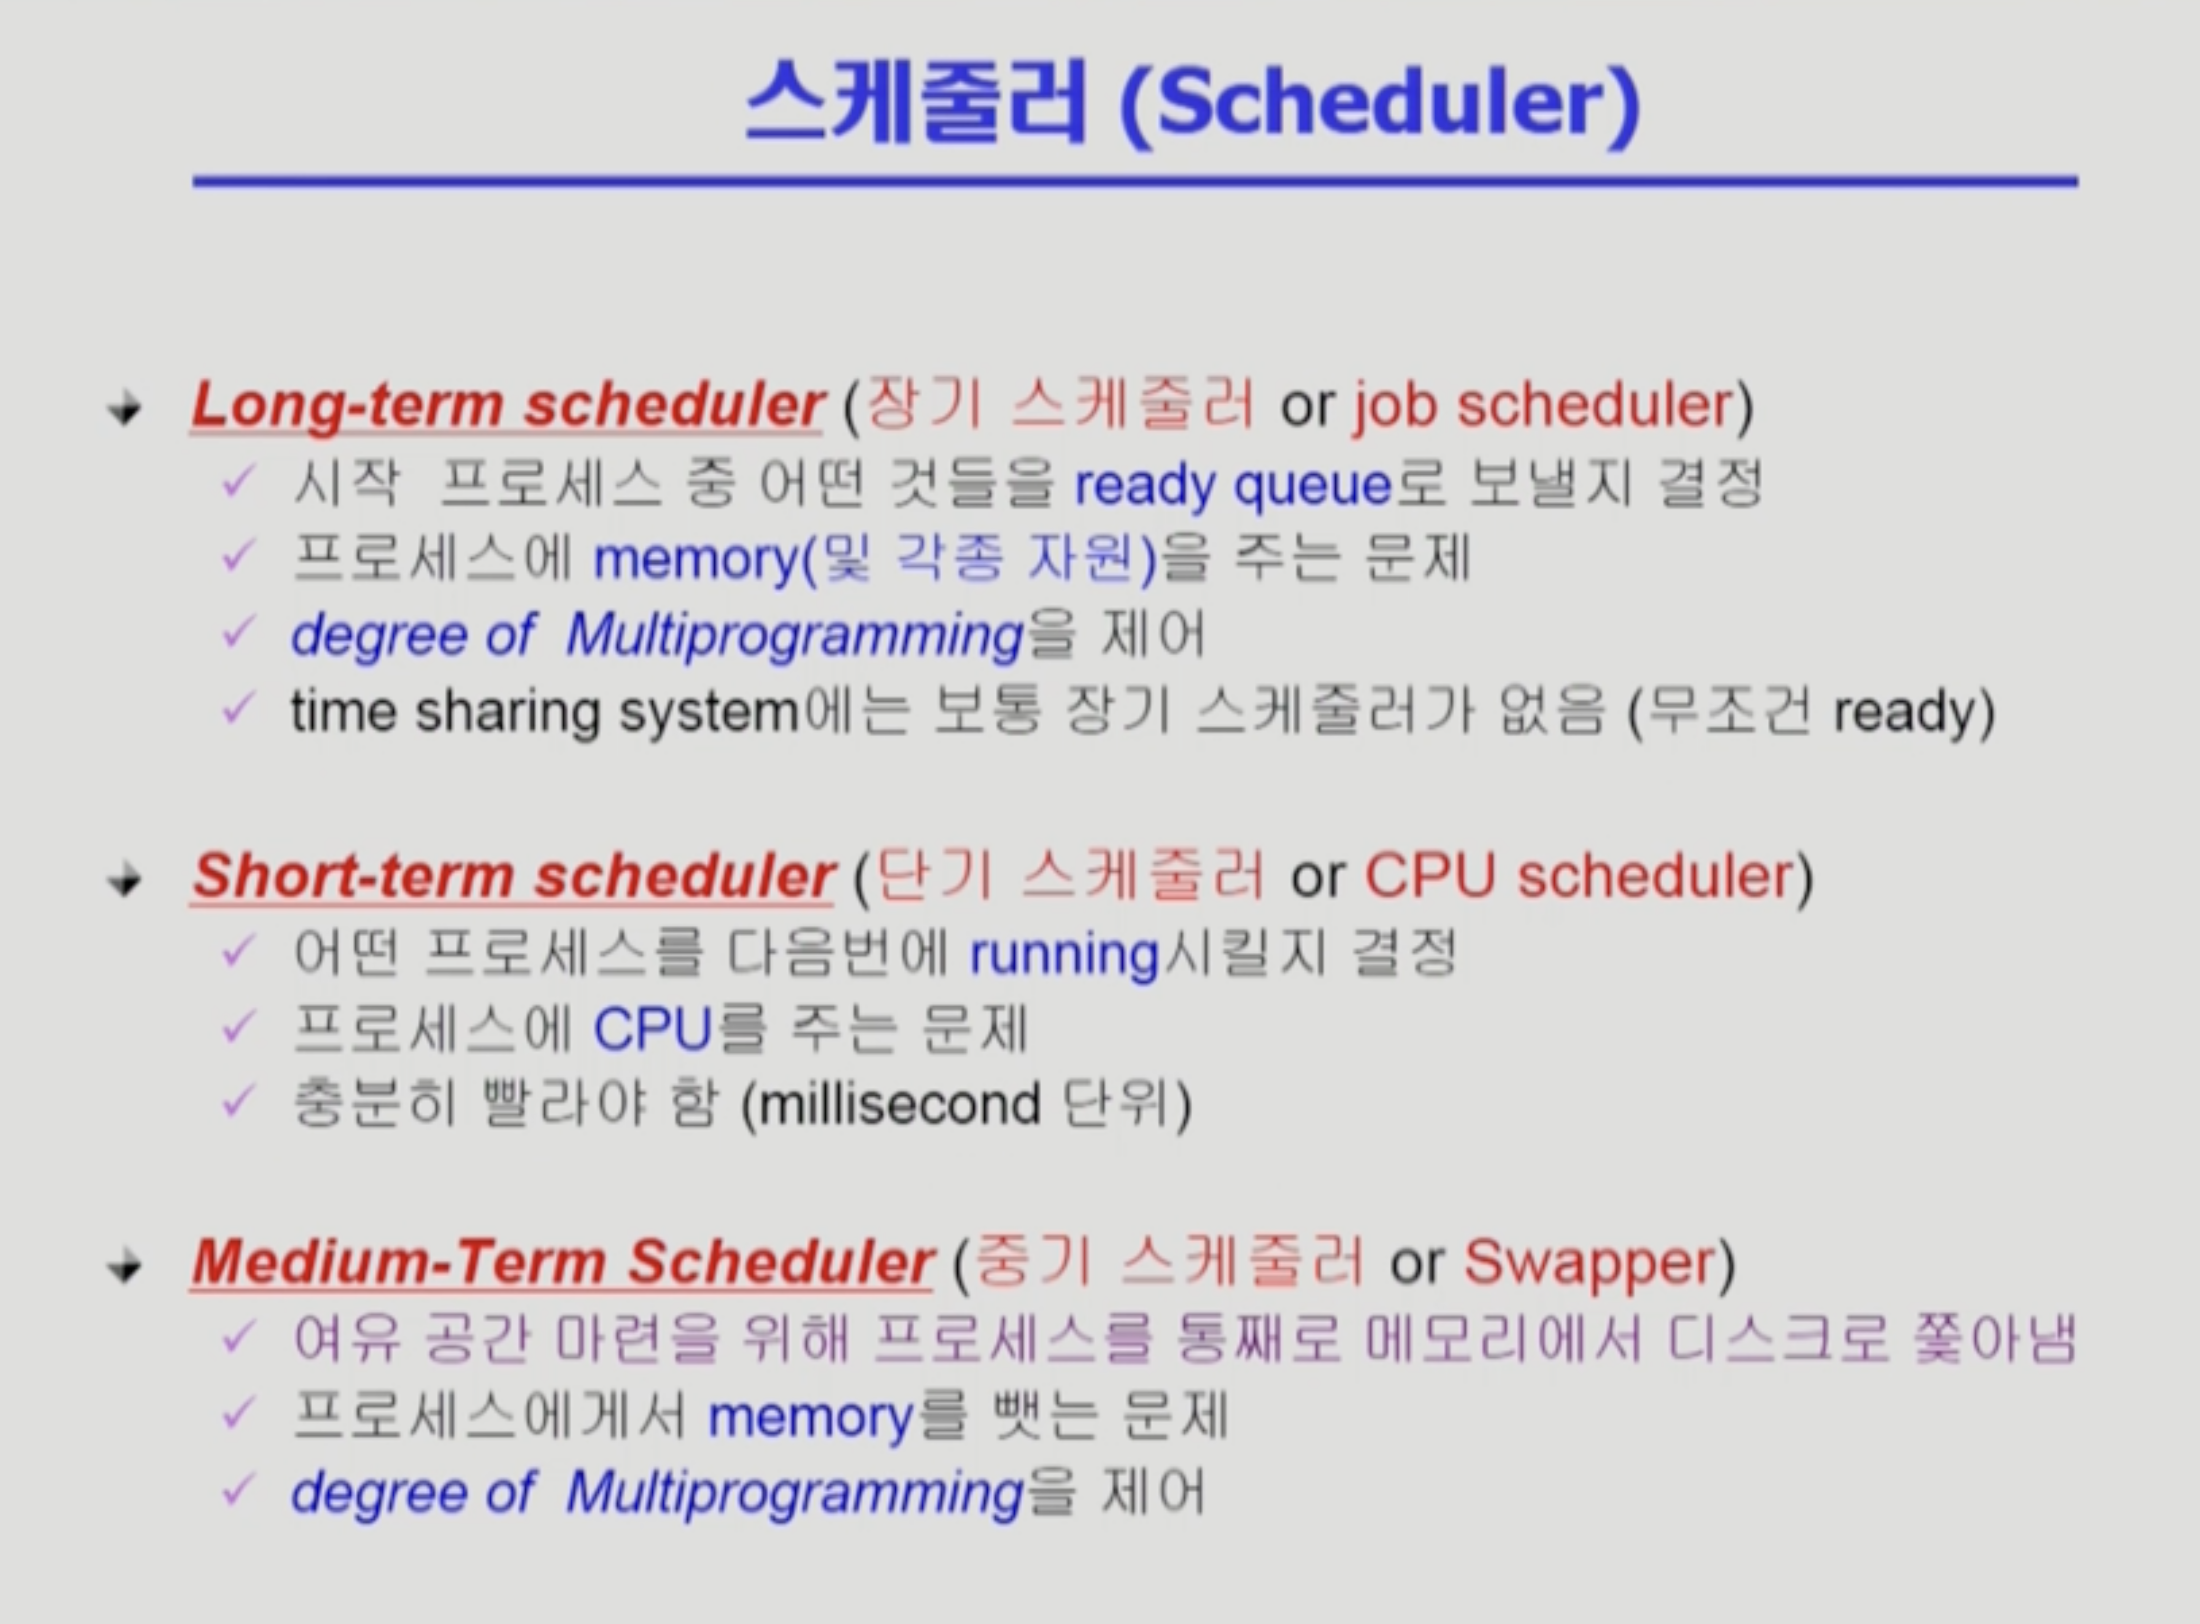 스케줄러 (Scheduler)
Long-term scheduler (장기 스케줄러 or job scheduler)
시작 프로세스 중 어떤 것들을 ready queue로 보낼지 결정
프로세스에 memory(및 각종 자원)을 주는 문제
degree of Multiprogramming을 제어
time sharing system에는 보통 장기 스케줄러가 없음 (무조건 ready)
Short-term scheduler (단기 스케줄러 or CPU scheduler)
어떤 프로세스를 다음번에 running시킬지 결정
프로세스에 CPU를 주는 문제
충분히 빨라야 함 (millisecond 단위)
Medium-Term Scheduler (중기 스케줄러 or Swapper)
여유 공간 마련을 위해 프로세스를 통째로 메모리에서 디스크로 쫓아냄
프로세스에게서 memory를 뺏는 문제
degree of Multiprogramming을 제어